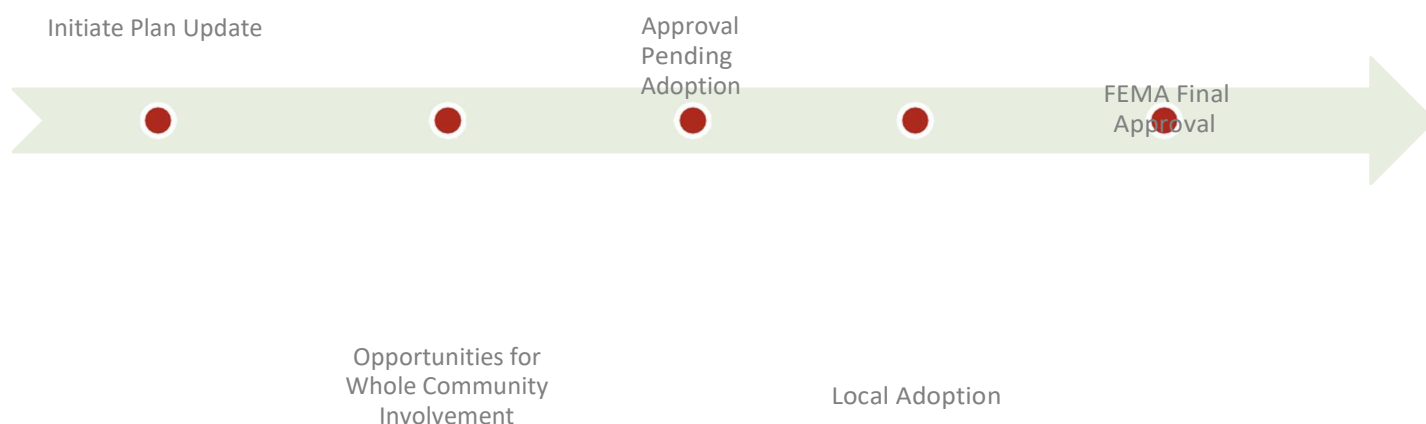 Initiate Plan Update
Approval
Pending
Adoption
FEMA Final
Approval
Opportunities for
Whole Community
Involvement
Local Adoption